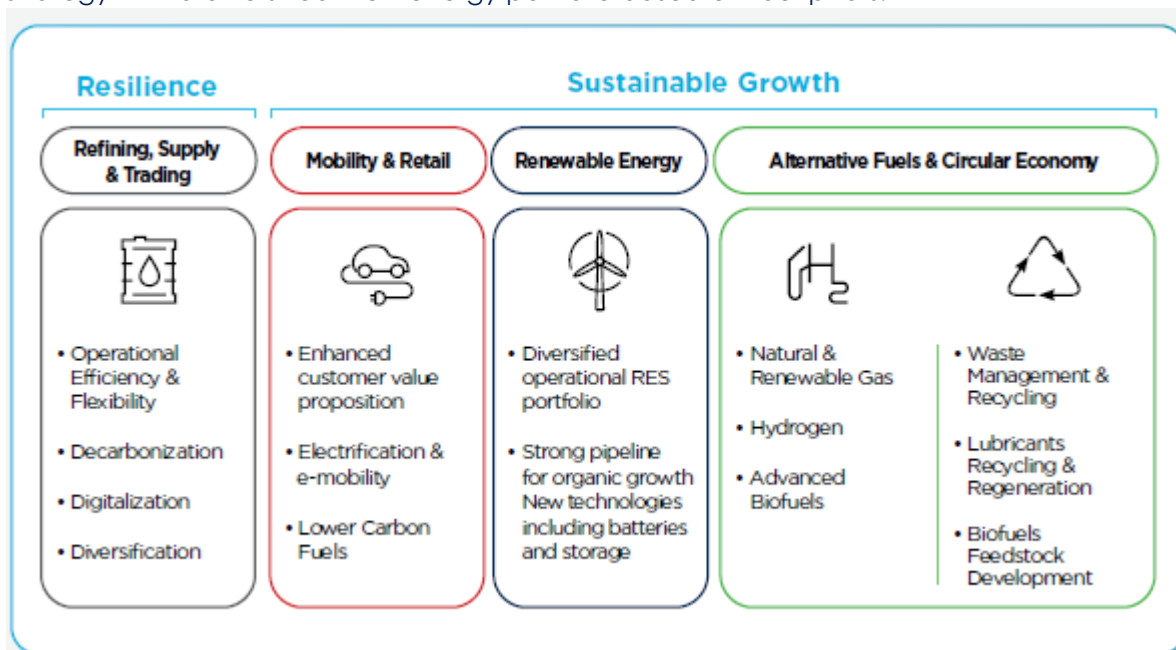 Resilience
Sustainable Growth
Refining, Supply
& Trading
Mobility & Retail
Renewable Energy
Alternative Fuels & Circular Economy
• Operational
Efficiency &
Flexibility
• Decarbonization
• Digitalization
• Diversification
• Enhanced
customer value
proposition
• Electrification &
e-mobility
• Lower Carbon
Fuels
• Diversified
operational RES
portfolio
• Strong pipeline
for organic growth
New technologies
including batteries
and storage
H2
• Natural &
Renewable Gas
• Hydrogen
• Advanced
Biofuels
• Waste
Management &
Recycling
• Lubricants
Recycling &
Regeneration
• Biofuels
Feedstock
Development